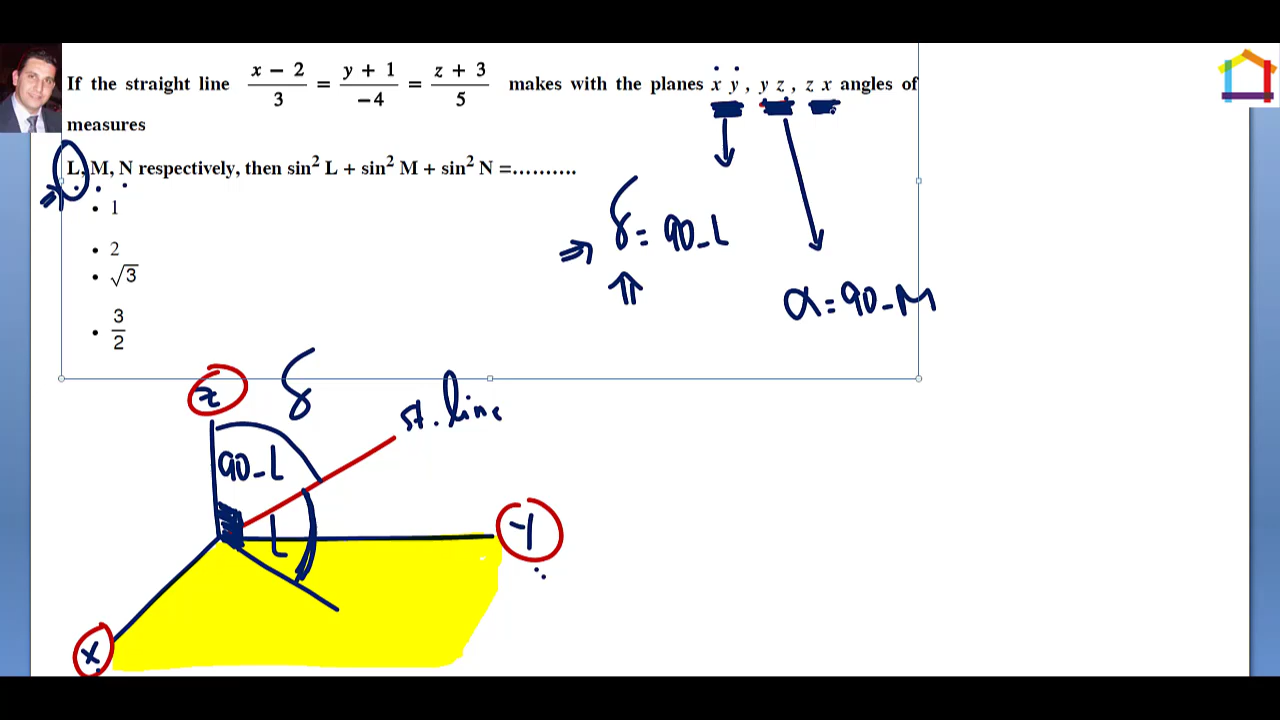 If the straight line (x − 2)/3 = (y + 1)/−4 = (z + 3)/5 makes with the planes x y , y z , z x angles of
measures
L, M, N respectively, then sin² L + sin² M + sin² N =..........
• 1
• 2
• √3
• 3/2
γ = 90 - L
α = 90 - M
z
γ
st. line
90 - L
L
y
x